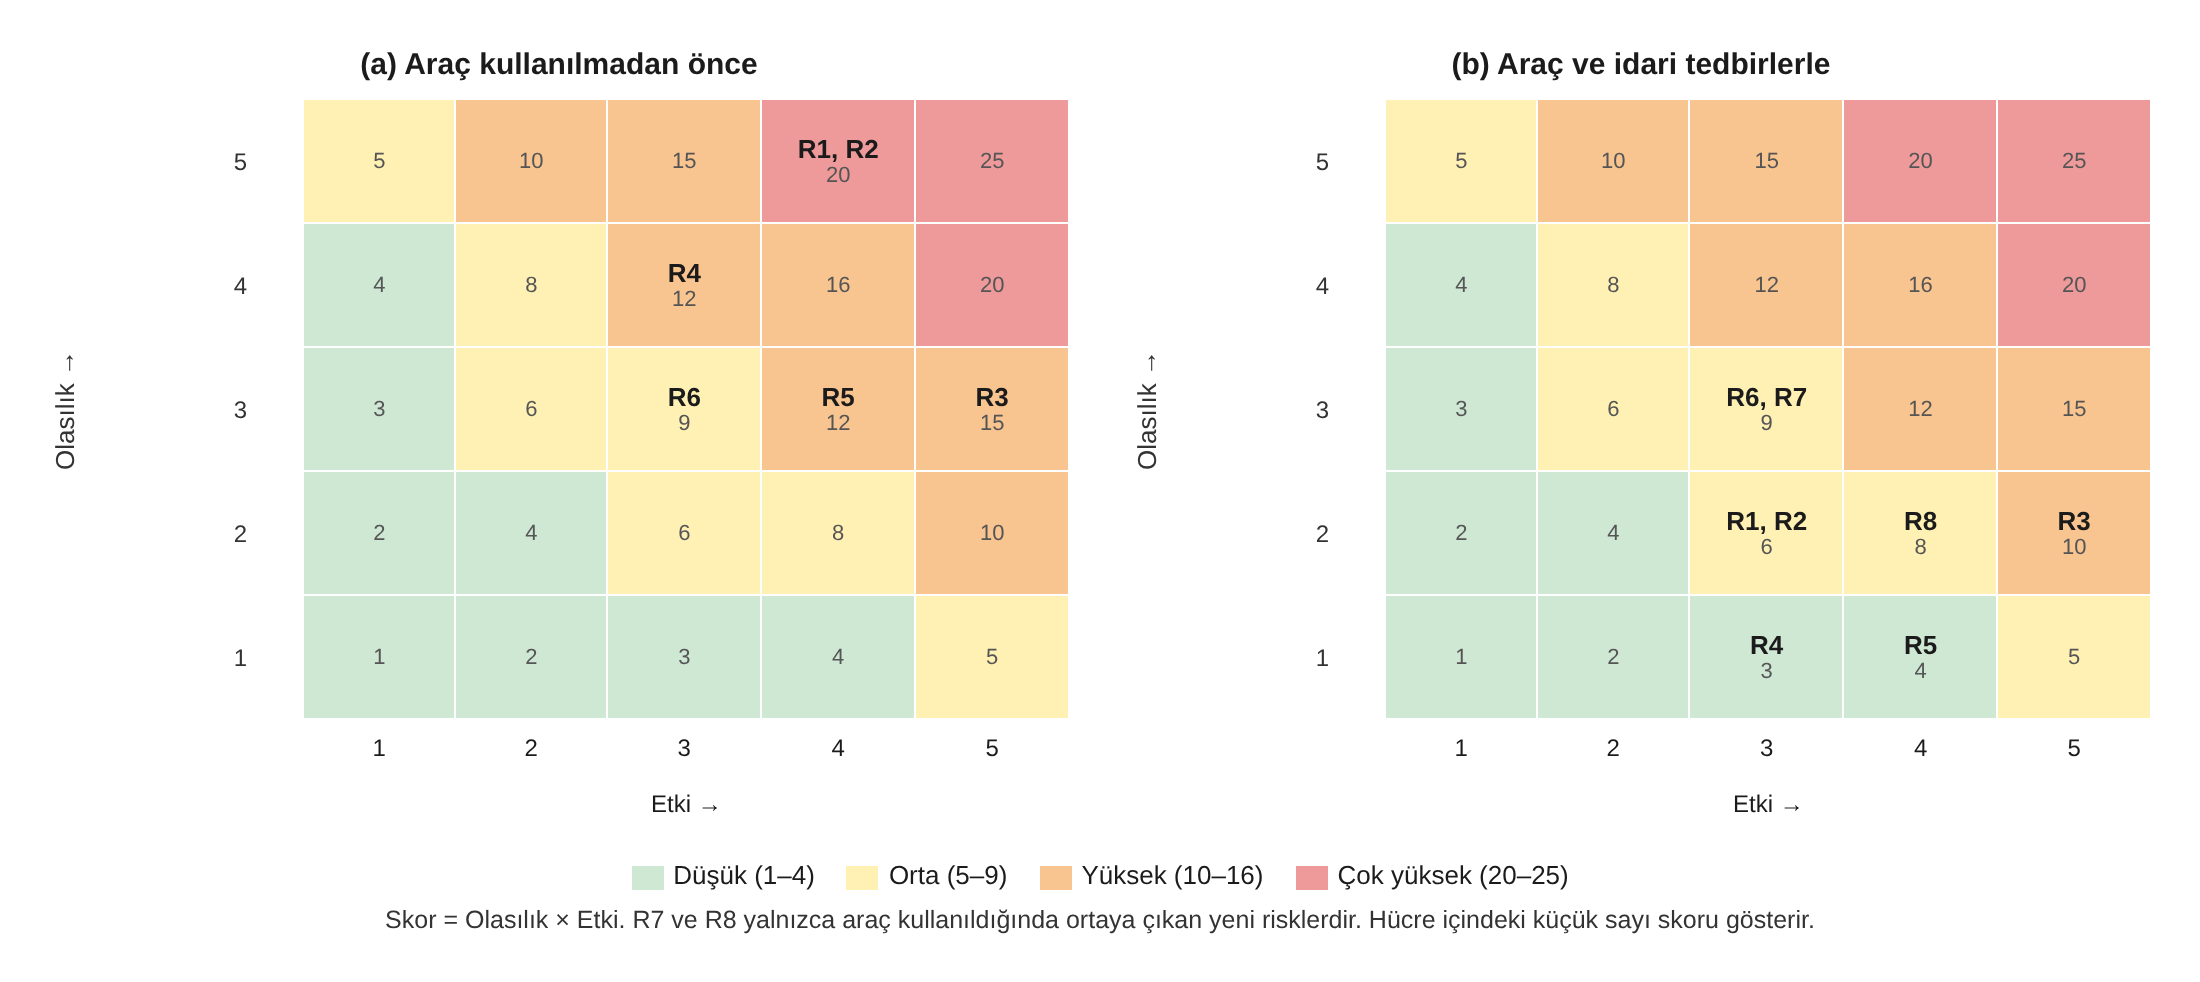 (a) Araç kullanılmadan önce
5 5 10 15 R1, R2 20 25
4 4 8 R4 12 16 20
3 3 6 R6 9 R5 12 R3 15
2 2 4 6 8 10
1 1 2 3 4 5
1 2 3 4 5
Olasılık →
Etki →
(b) Araç ve idari tedbirlerle
5 5 10 15 20 25
4 4 8 12 16 20
3 3 6 R6, R7 9 12 15
2 2 4 R1, R2 6 R8 8 R3 10
1 1 2 R4 3 R5 4 5
1 2 3 4 5
Olasılık →
Etki →
Düşük (1–4) Orta (5–9) Yüksek (10–16) Çok yüksek (20–25)
Skor = Olasılık × Etki. R7 ve R8 yalnızca araç kullanıldığında ortaya çıkan yeni risklerdir. Hücre içindeki küçük sayı skoru gösterir.